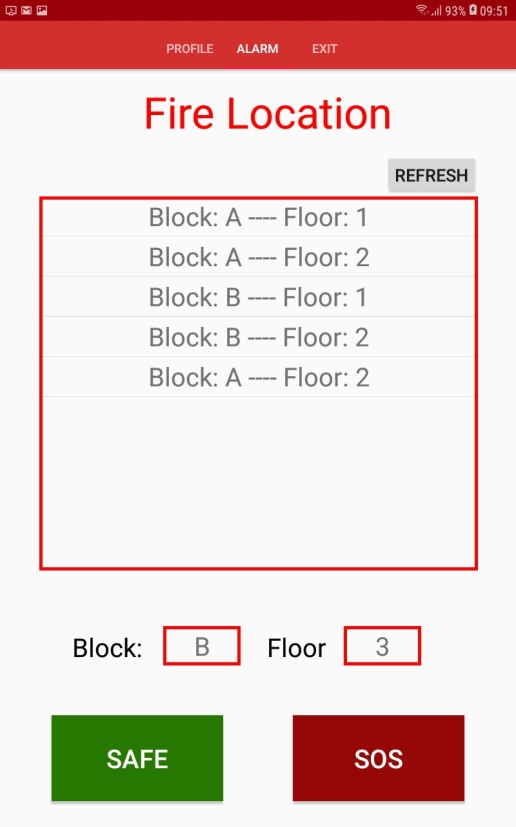 93% 09:51
PROFILE ALARM EXIT
Fire Location
REFRESH
Block: A ---- Floor: 1
Block: A ---- Floor: 2
Block: B ---- Floor: 1
Block: B ---- Floor: 2
Block: A ---- Floor: 2
Block: B Floor 3
SAFE SOS